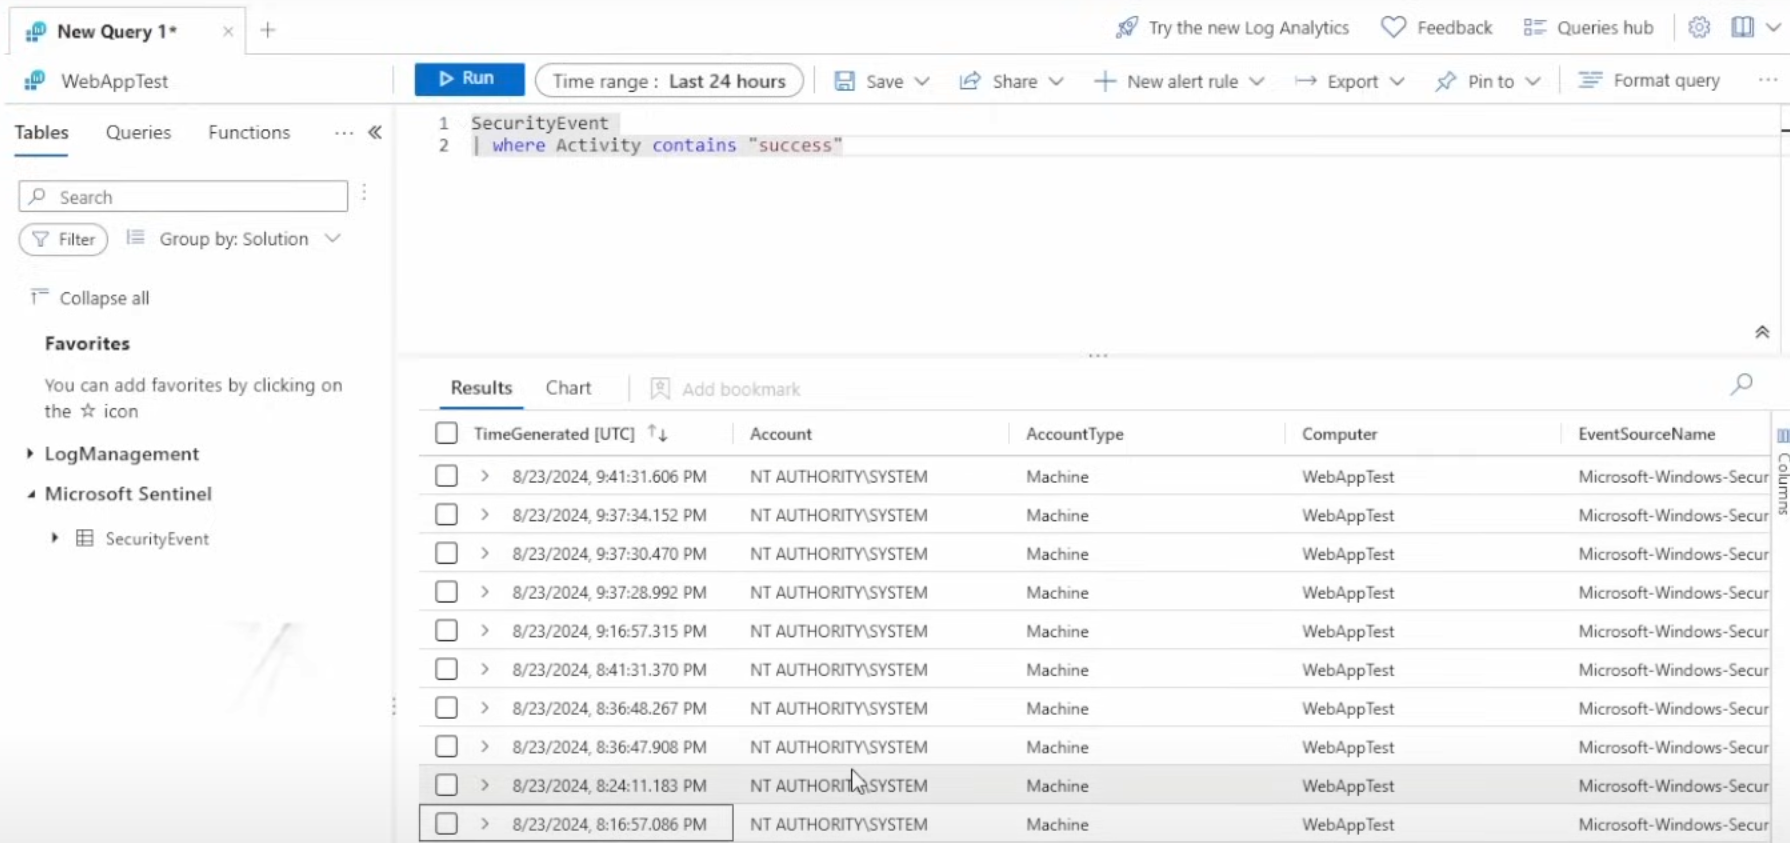 New Query 1*
Try the new Log Analytics Feedback Queries hub
WebAppTest Run Time range : Last 24 hours Save Share New alert rule Export Pin to Format query
Tables Queries Functions
1 SecurityEvent
2 | where Activity contains "success"
Search
Filter Group by: Solution
Collapse all
Favorites
You can add favorites by clicking on
the ☆ icon
LogManagement
Microsoft Sentinel
SecurityEvent
Results Chart Add bookmark
TimeGenerated [UTC] Account AccountType Computer EventSourceName
8/23/2024, 9:41:31.606 PM NT AUTHORITY\SYSTEM Machine WebAppTest Microsoft-Windows-Secur
8/23/2024, 9:37:34.152 PM NT AUTHORITY\SYSTEM Machine WebAppTest Microsoft-Windows-Secur
8/23/2024, 9:37:30.470 PM NT AUTHORITY\SYSTEM Machine WebAppTest Microsoft-Windows-Secur
8/23/2024, 9:37:28.992 PM NT AUTHORITY\SYSTEM Machine WebAppTest Microsoft-Windows-Secur
8/23/2024, 9:16:57.315 PM NT AUTHORITY\SYSTEM Machine WebAppTest Microsoft-Windows-Secur
8/23/2024, 8:41:31.370 PM NT AUTHORITY\SYSTEM Machine WebAppTest Microsoft-Windows-Secur
8/23/2024, 8:36:48.267 PM NT AUTHORITY\SYSTEM Machine WebAppTest Microsoft-Windows-Secur
8/23/2024, 8:36:47.908 PM NT AUTHORITY\SYSTEM Machine WebAppTest Microsoft-Windows-Secur
8/23/2024, 8:24:11.183 PM NT AUTHORITY\SYSTEM Machine WebAppTest Microsoft-Windows-Secur
8/23/2024, 8:16:57.086 PM NT AUTHORITY\SYSTEM Machine WebAppTest Microsoft-Windows-Secur
Columns